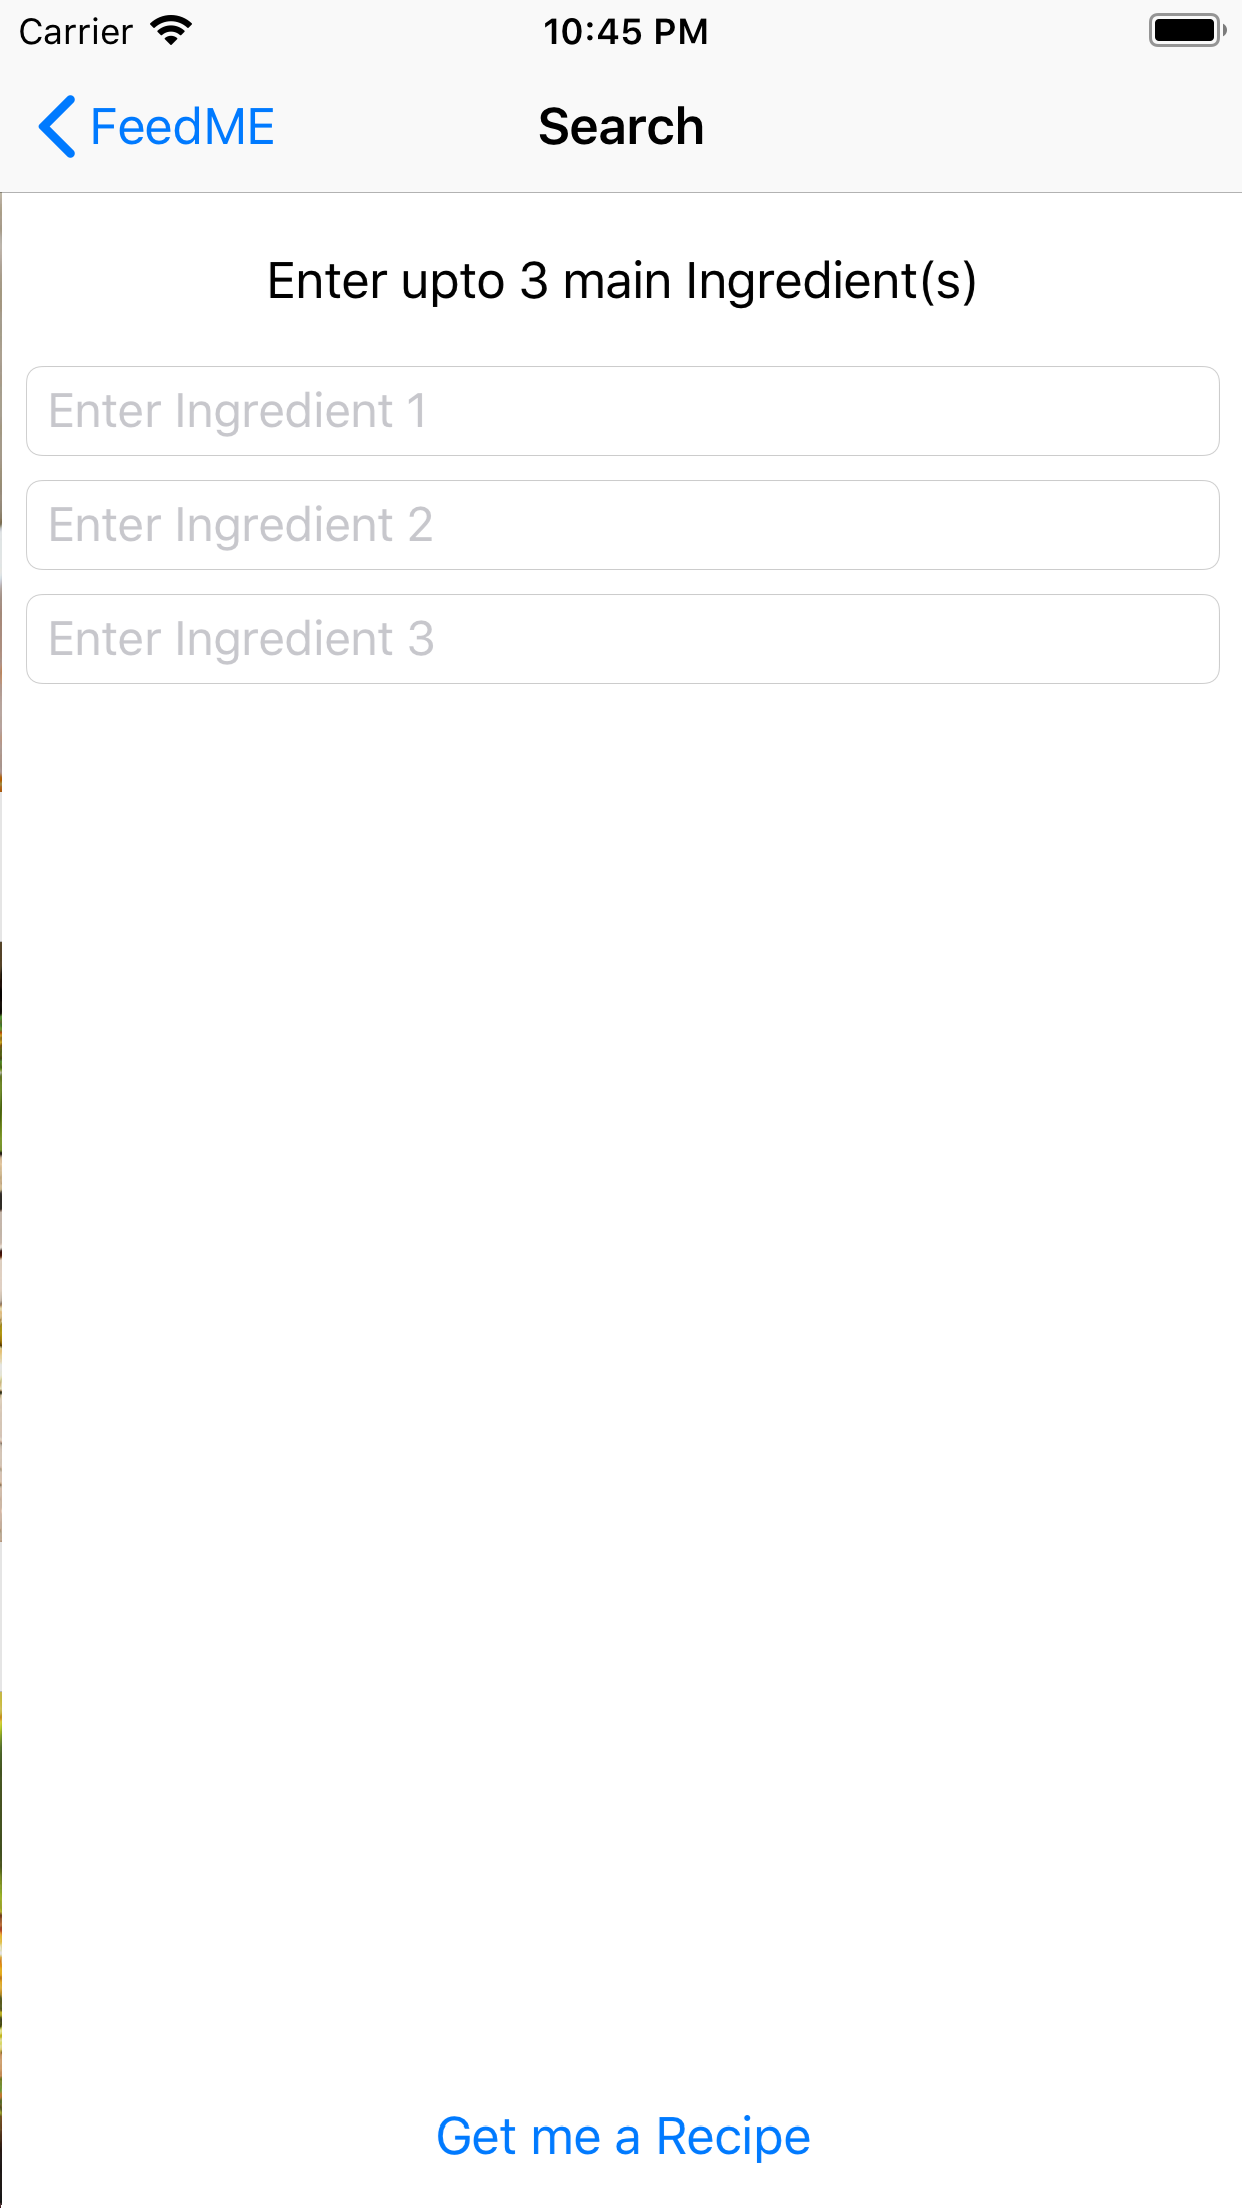 Carrier 10:45 PM
FeedME Search
Enter upto 3 main Ingredient(s)
Enter Ingredient 1
Enter Ingredient 2
Enter Ingredient 3
Get me a Recipe